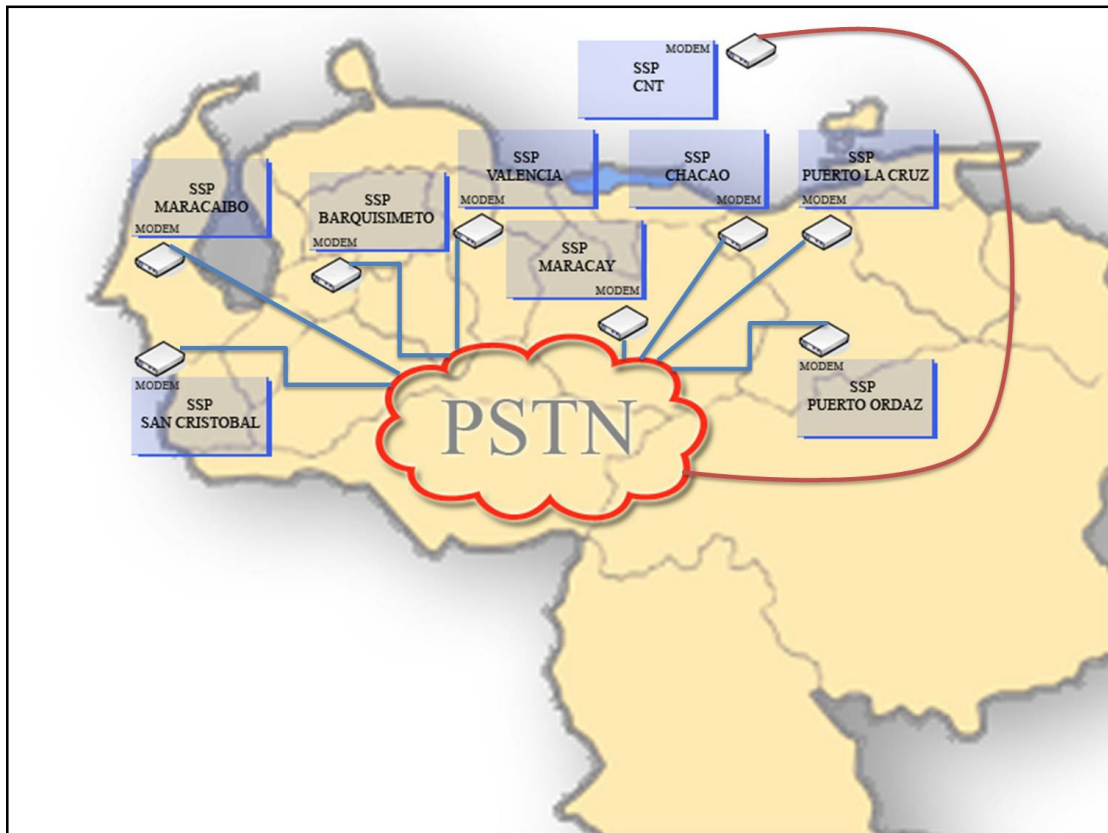 MODEM
SSP
CNT
SSP
MARACAIBO
MODEM
SSP
BARQUISIMETO
MODEM
SSP
VALENCIA
MODEM
SSP
CHACAO
MODEM
SSP
PUERTO LA CRUZ
MODEM
SSP
MARACAY
MODEM
MODEM
SSP
SAN CRISTOBAL
PSTN
MODEM
SSP
PUERTO ORDAZ